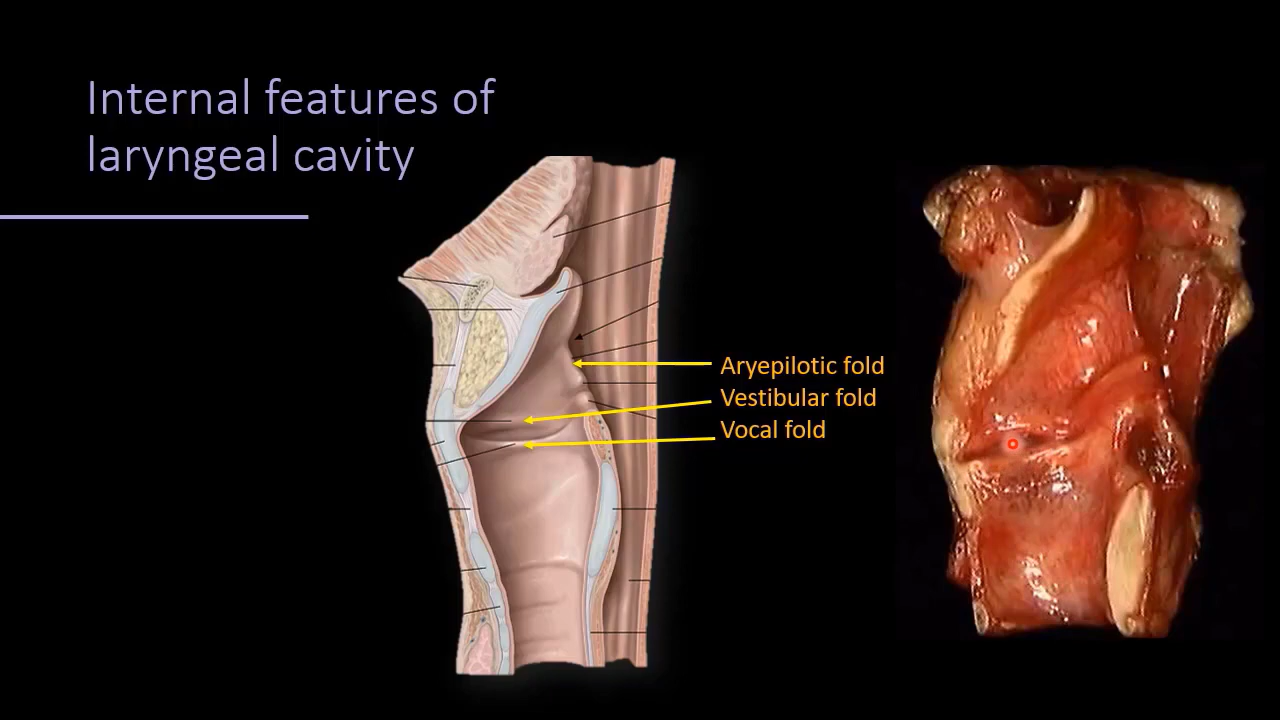 Internal features of
laryngeal cavity
Aryepilotic fold
Vestibular fold
Vocal fold